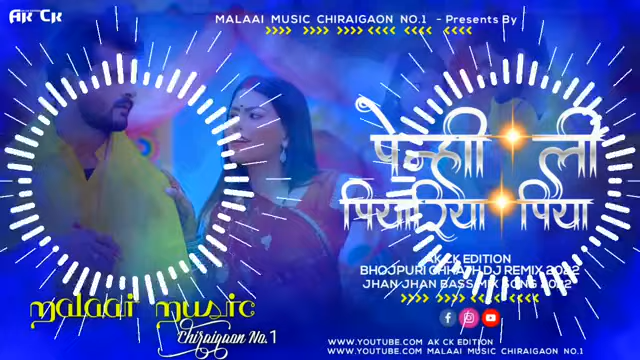 AK CK
MALAAI MUSIC CHIRAIGAON NO.1 - Presents By
पेन्ही ली
पियरिया पिया
AK CK EDITION
BHOJPURI CHHATH DJ REMIX 2022
JHAN JHAN BASS MIX SONG 2022
malaai music
Chiraigaon No.1
WWW.YOUTUBE.COM AK CK EDITION
WWW.YOUTUBE.COM MALAAI MUSIC CHIRAIGAON NO.1